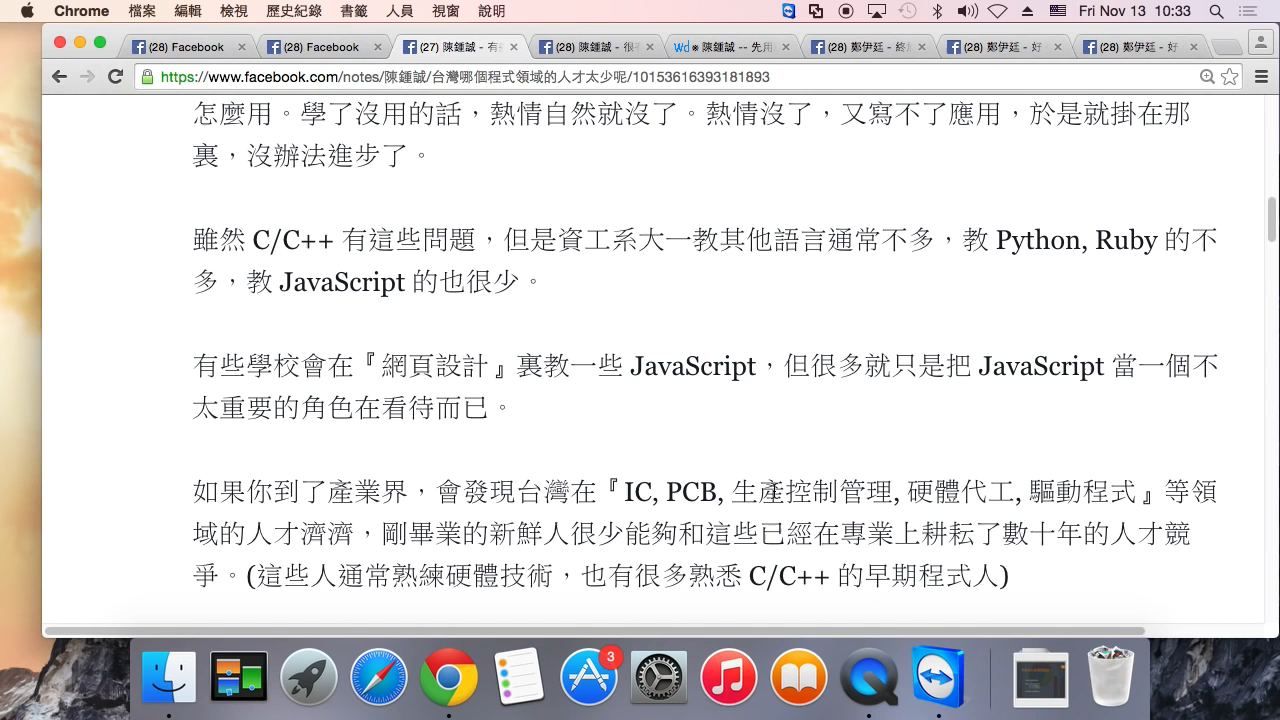 Chrome 檔案 編輯 檢視 歷史紀錄 書籤 人員 視窗 說明 Fri Nov 13 10:33
(28) Facebook × (28) Facebook × (27) 陳鍾誠 - 有 × (28) 陳鍾誠 - 很 × Wd ※ 陳鍾誠 -- 先用 × (28) 鄭伊廷 - 終 × (28) 鄭伊廷 - 好 × (28) 鄭伊廷 - 好 ×
https://www.facebook.com/notes/陳鍾誠/台灣哪個程式領域的人才太少呢/10153616393181893
怎麼用。學了沒用的話，熱情自然就沒了。熱情沒了，又寫不了應用，於是就掛在那
裏，沒辦法進步了。
雖然 C/C++ 有這些問題，但是資工系大一教其他語言通常不多，教 Python, Ruby 的不
多，教 JavaScript 的也很少。
有些學校會在『網頁設計』裏教一些 JavaScript，但很多就只是把 JavaScript 當一個不
太重要的角色在看待而已。
如果你到了產業界，會發現台灣在『IC, PCB, 生產控制管理, 硬體代工, 驅動程式』等領
域的人才濟濟，剛畢業的新鮮人很少能夠和這些已經在專業上耕耘了數十年的人才競
爭。(這些人通常熟練硬體技術，也有很多熟悉 C/C++ 的早期程式人)
3